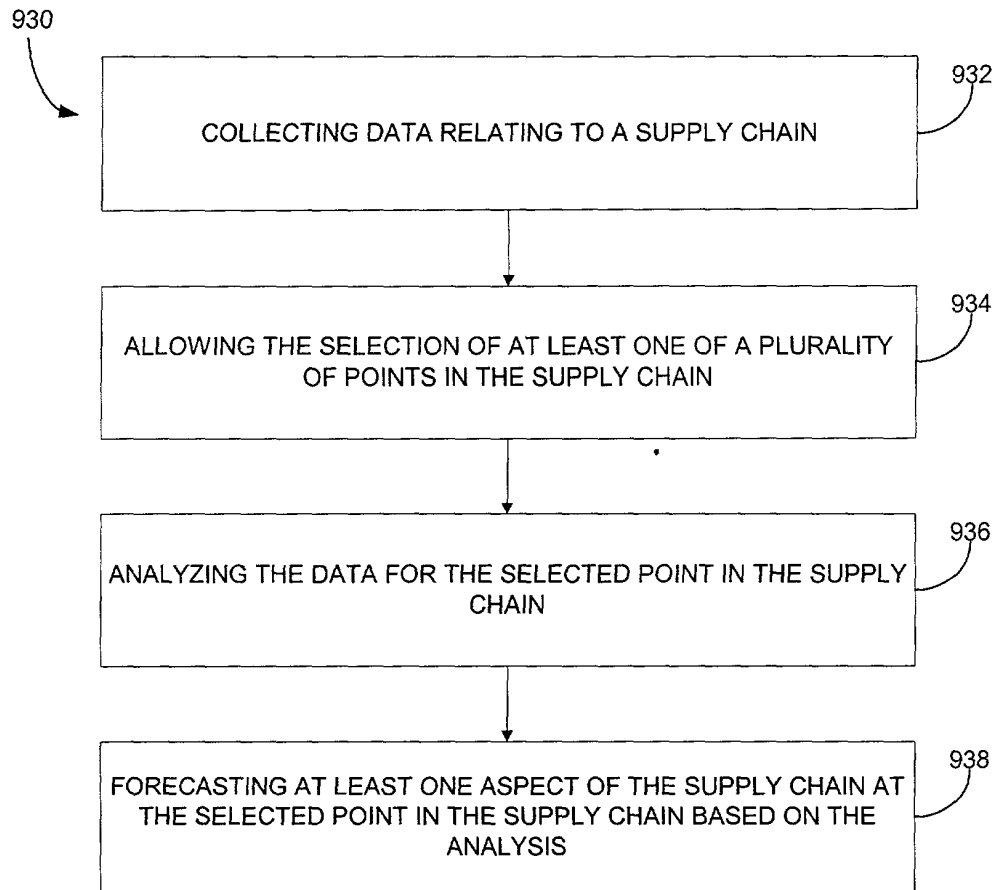 930
932
COLLECTING DATA RELATING TO A SUPPLY CHAIN
934
ALLOWING THE SELECTION OF AT LEAST ONE OF A PLURALITY
OF POINTS IN THE SUPPLY CHAIN
936
ANALYZING THE DATA FOR THE SELECTED POINT IN THE SUPPLY
CHAIN
938
FORECASTING AT LEAST ONE ASPECT OF THE SUPPLY CHAIN AT
THE SELECTED POINT IN THE SUPPLY CHAIN BASED ON THE
ANALYSIS